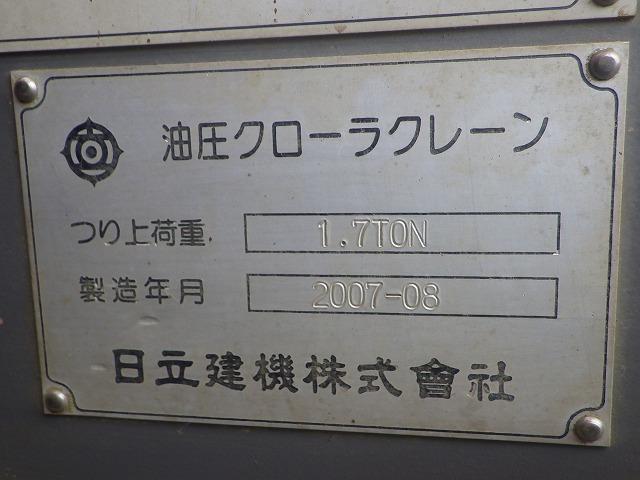 油圧クローラクレーン
つり上荷重 1.7TON
製造年月 2007-08
日立建機株式會社